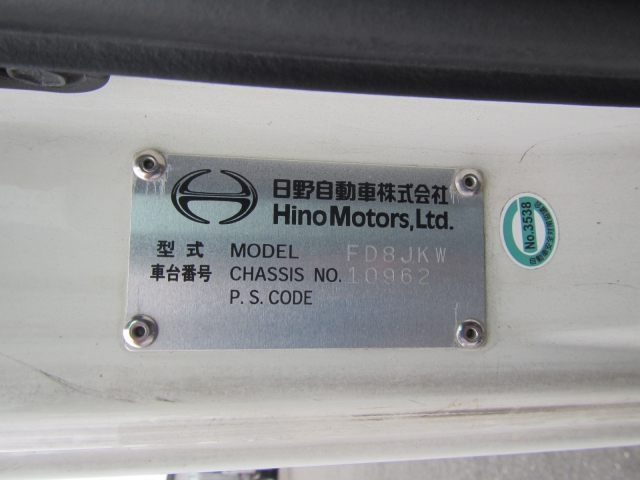 日野自動車株式会社
Hino Motors, Ltd.
型式 MODEL FD8JKW
車台番号 CHASSIS NO. 10962
P. S. CODE
No.3538